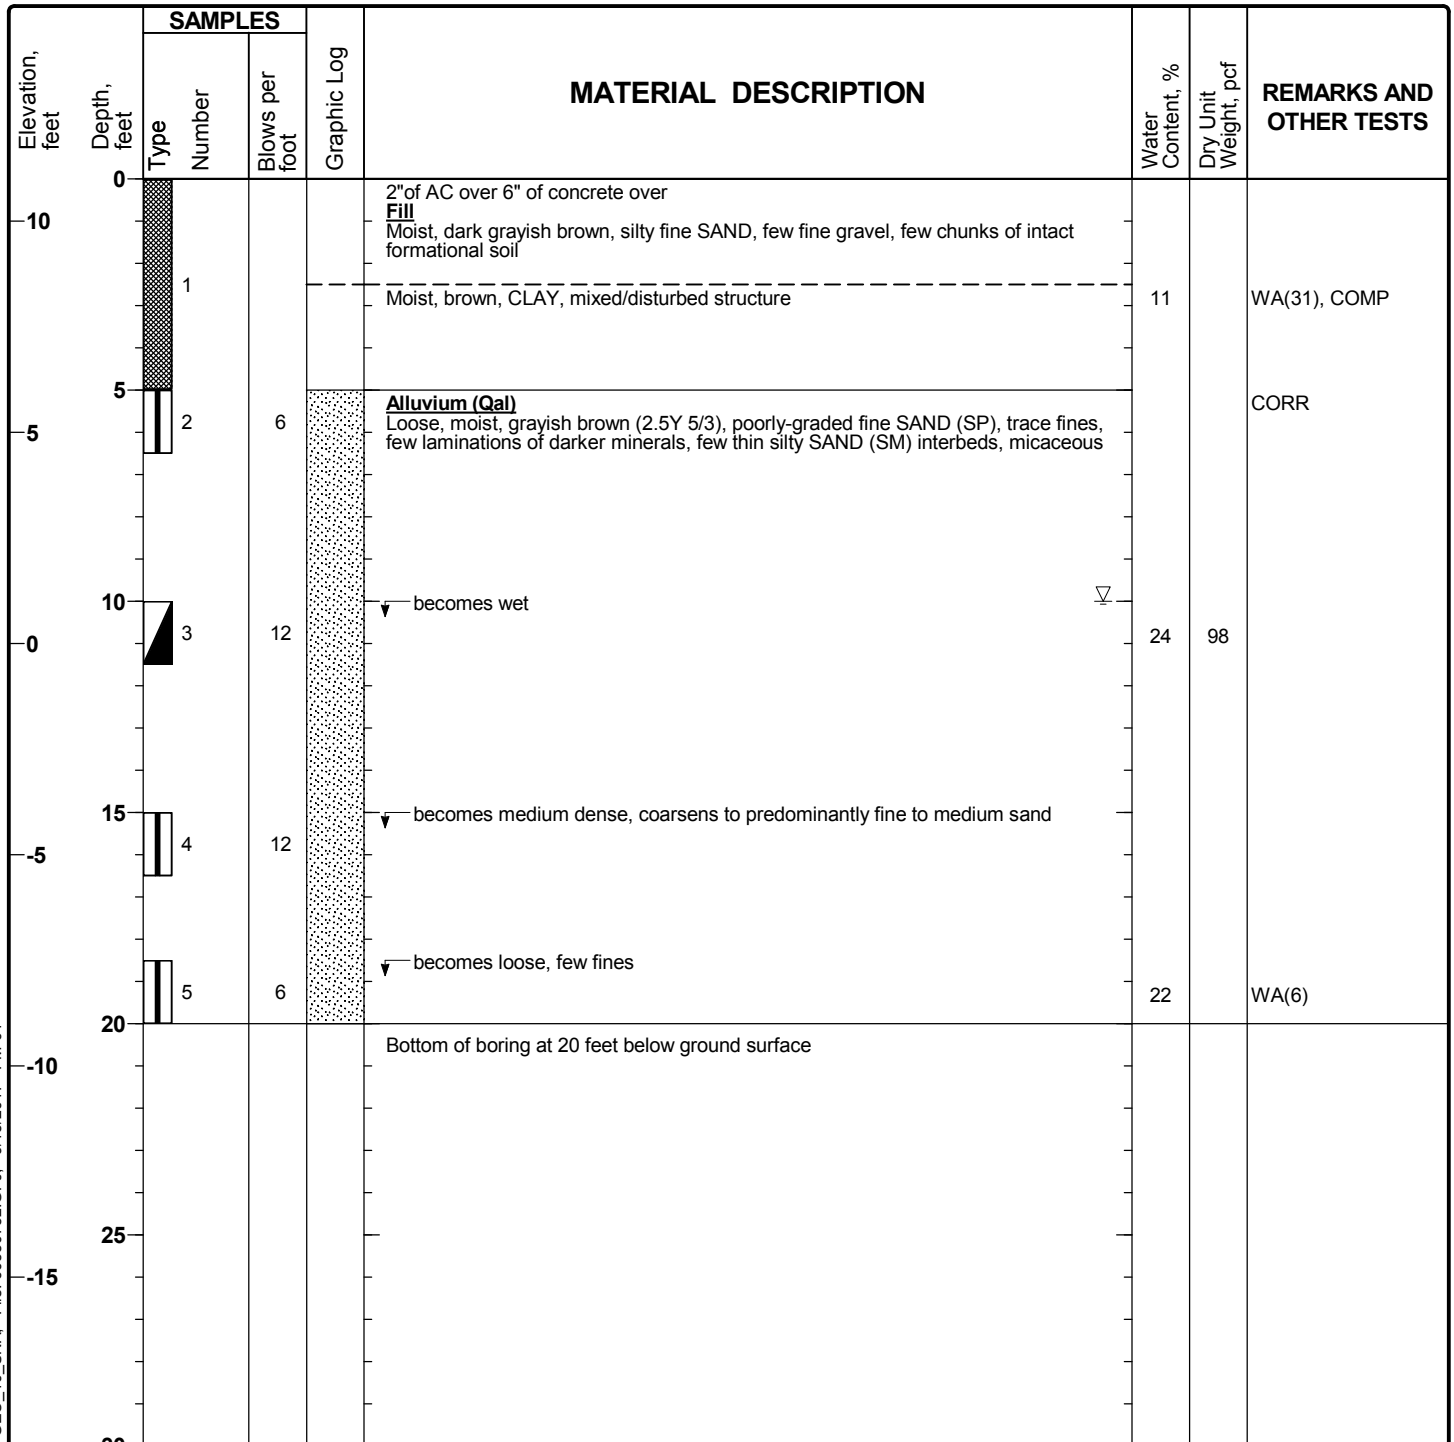 SAMPLES
Elevation,
feet
Depth,
feet
Type
Number
Blows per
foot
Graphic Log
MATERIAL DESCRIPTION
Water
Content, %
Dry Unit
Weight, pcf
REMARKS AND
OTHER TESTS
0
2"of AC over 6" of concrete over
10
Fill
Moist, dark grayish brown, silty fine SAND, few fine gravel, few chunks of intact
formational soil
1
Moist, brown, CLAY, mixed/disturbed structure
11
WA(31), COMP
5
Alluvium (Qal)
CORR
5
2
6
Loose, moist, grayish brown (2.5Y 5/3), poorly-graded fine SAND (SP), trace fines,
few laminations of darker minerals, few thin silty SAND (SM) interbeds, micaceous
10
becomes wet
0
3
12
24
98
15
becomes medium dense, coarsens to predominantly fine to medium sand
-5
4
12
becomes loose, few fines
5
6
22
WA(6)
20
Bottom of boring at 20 feet below ground surface
-10
25
-15